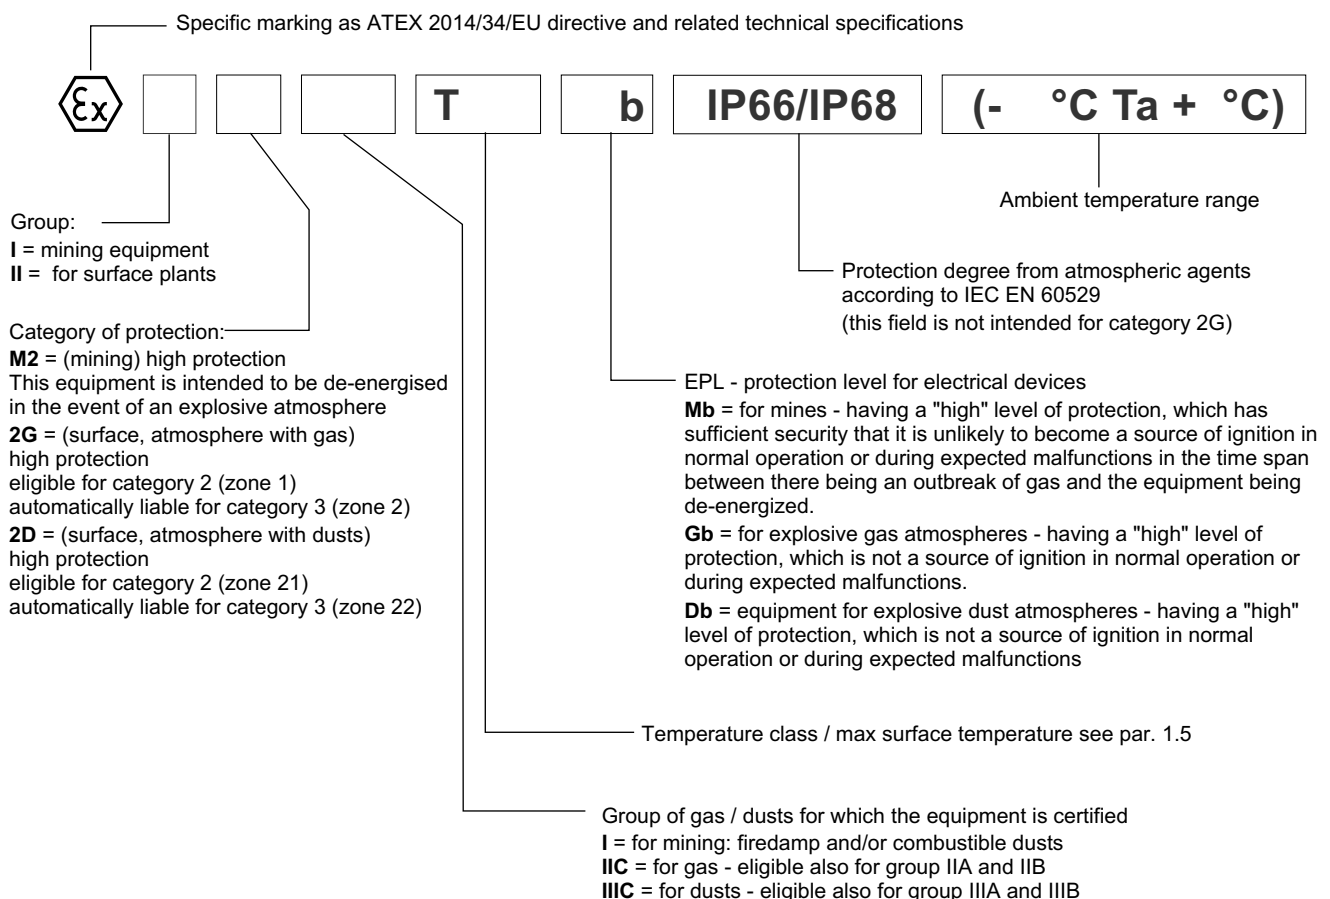 Specific marking as ATEX 2014/34/EU directive and related technical specifications
Ex T b IP66/IP68 (- °C Ta + °C)
Ambient temperature range
Group:
I = mining equipment
II = for surface plants
Protection degree from atmospheric agents
according to IEC EN 60529
(this field is not intended for category 2G)
Category of protection:
M2 = (mining) high protection
This equipment is intended to be de-energised
in the event of an explosive atmosphere
2G = (surface, atmosphere with gas)
high protection
eligible for category 2 (zone 1)
automatically liable for category 3 (zone 2)
2D = (surface, atmosphere with dusts)
high protection
eligible for category 2 (zone 21)
automatically liable for category 3 (zone 22)
EPL - protection level for electrical devices
Mb = for mines - having a "high" level of protection, which has
sufficient security that it is unlikely to become a source of ignition in
normal operation or during expected malfunctions in the time span
between there being an outbreak of gas and the equipment being
de-energized.
Gb = for explosive gas atmospheres - having a "high" level of
protection, which is not a source of ignition in normal operation or
during expected malfunctions.
Db = equipment for explosive dust atmospheres - having a "high"
level of protection, which is not a source of ignition in normal
operation or during expected malfunctions
Temperature class / max surface temperature see par. 1.5
Group of gas / dusts for which the equipment is certified
I = for mining: firedamp and/or combustible dusts
IIC = for gas - eligible also for group IIA and IIB
IIIC = for dusts - eligible also for group IIIA and IIIB